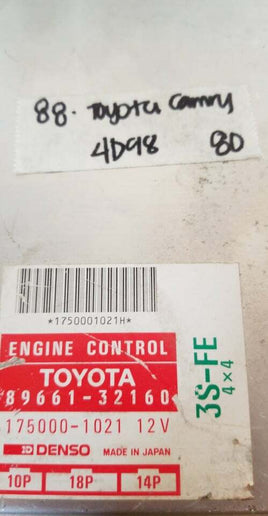 88. Toyota Camry
4D98 80
*1750001021H*
ENGINE CONTROL
TOYOTA
89661-32160
175000-1021 12V
DENSO MADE IN JAPAN
10P 18P 14P
3S-FE
4×4